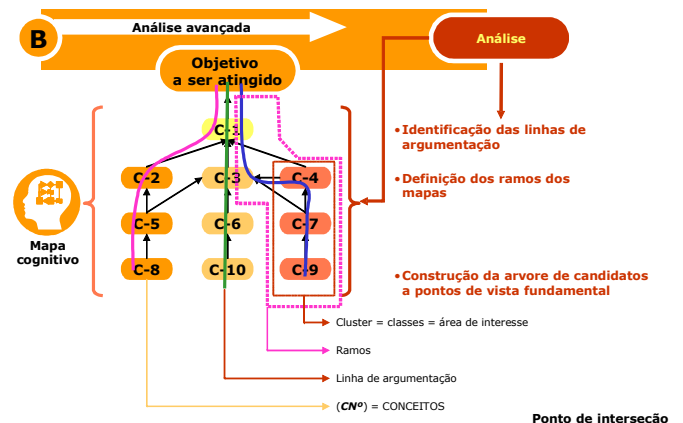 B
Análise avançada
Análise
Objetivo
a ser atingido
C-1
C-2
C-3
C-4
C-5
C-6
C-7
C-8
C-10
C-9
Mapa
cognitivo
•Identificação das linhas de
argumentação
•Definição dos ramos dos
mapas
•Construção da arvore de candidatos
a pontos de vista fundamental
Cluster = classes = área de interesse
Ramos
Linha de argumentação
(CNº) = CONCEITOS
Ponto de interseção